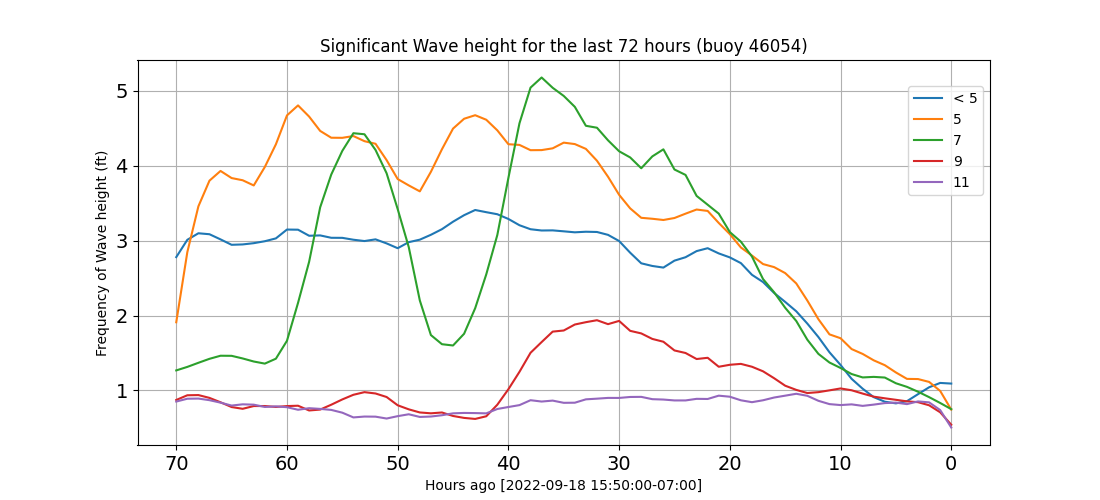 Significant Wave height for the last 72 hours (buoy 46054)
Frequency of Wave height (ft)
5
4
3
2
1
< 5
5
7
9
11
70 60 50 40 30 20 10 0
Hours ago [2022-09-18 15:50:00-07:00]